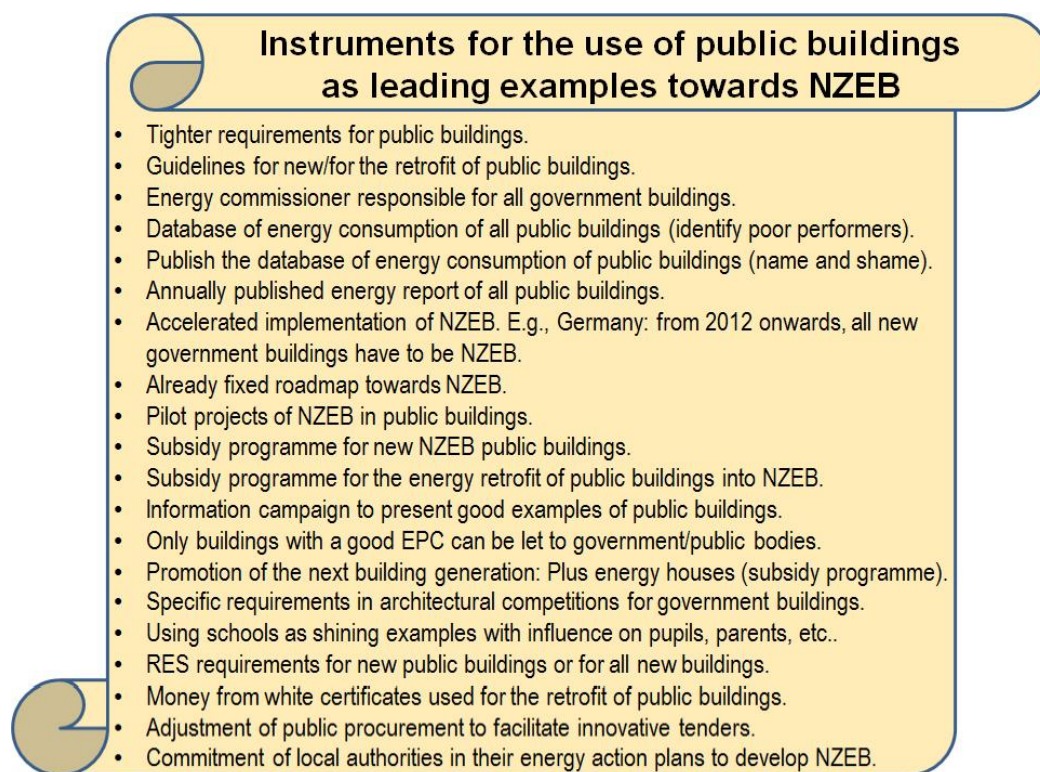 Instruments for the use of public buildings
as leading examples towards NZEB
• Tighter requirements for public buildings.
• Guidelines for new/for the retrofit of public buildings.
• Energy commissioner responsible for all government buildings.
• Database of energy consumption of all public buildings (identify poor performers).
• Publish the database of energy consumption of public buildings (name and shame).
• Annually published energy report of all public buildings.
• Accelerated implementation of NZEB. E.g., Germany: from 2012 onwards, all new
government buildings have to be NZEB.
• Already fixed roadmap towards NZEB.
• Pilot projects of NZEB in public buildings.
• Subsidy programme for new NZEB public buildings.
• Subsidy programme for the energy retrofit of public buildings into NZEB.
• Information campaign to present good examples of public buildings.
• Only buildings with a good EPC can be let to government/public bodies.
• Promotion of the next building generation: Plus energy houses (subsidy programme).
• Specific requirements in architectural competitions for government buildings.
• Using schools as shining examples with influence on pupils, parents, etc..
• RES requirements for new public buildings or for all new buildings.
• Money from white certificates used for the retrofit of public buildings.
• Adjustment of public procurement to facilitate innovative tenders.
• Commitment of local authorities in their energy action plans to develop NZEB.